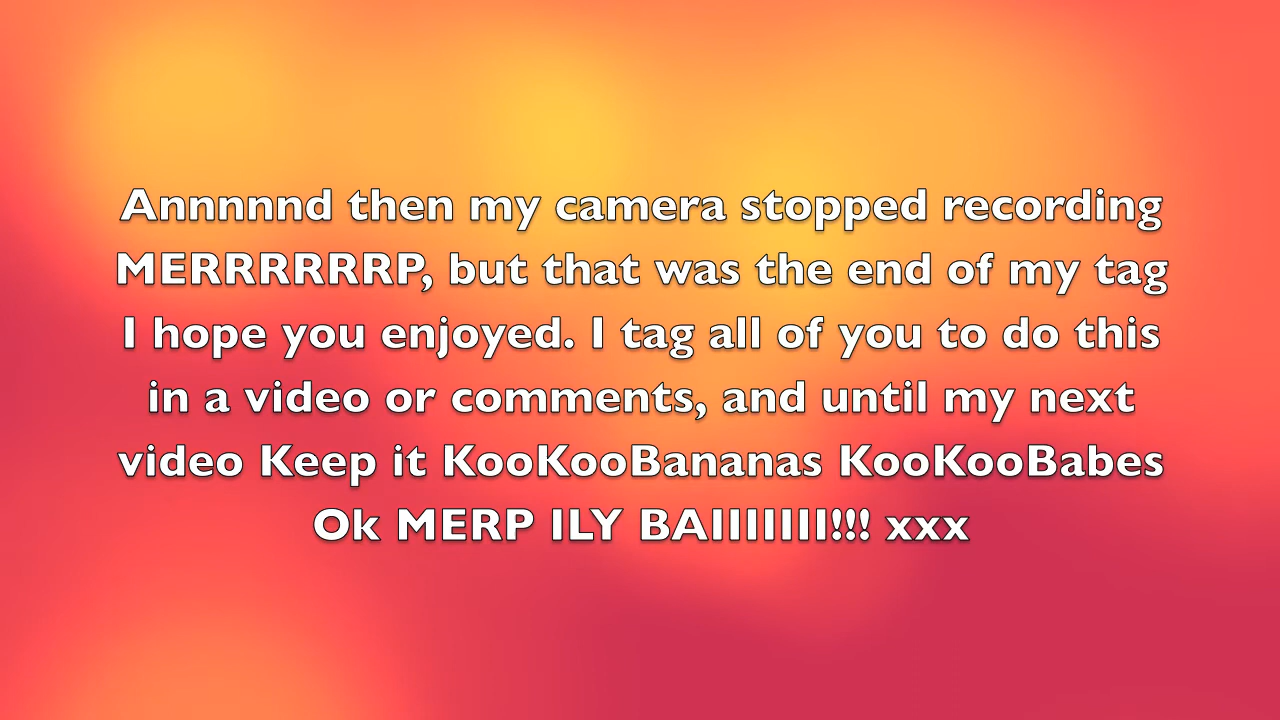 Annnnnd then my camera stopped recording
MERRRRRRP, but that was the end of my tag
I hope you enjoyed. I tag all of you to do this
in a video or comments, and until my next
video Keep it KooKooBananas KooKooBabes
Ok MERP ILY BAIIIIIII!!! xxx